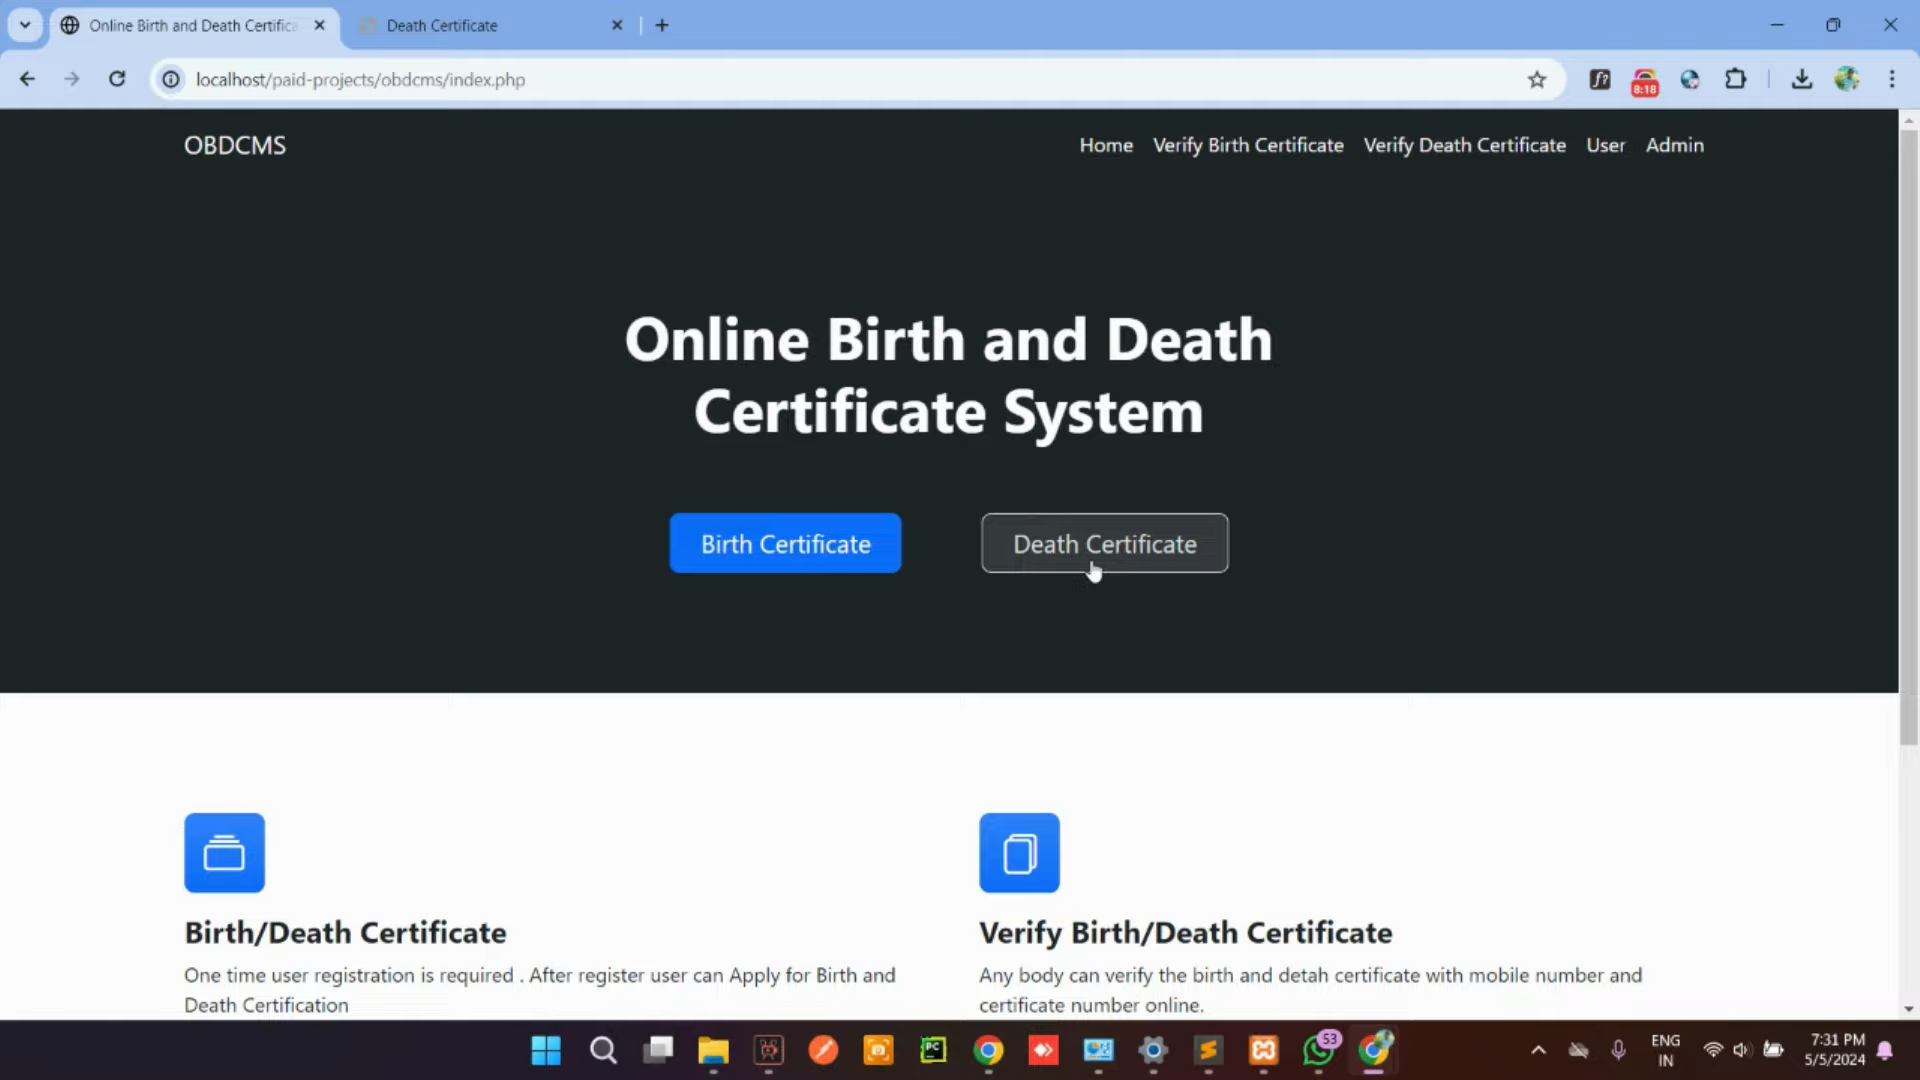 Online Birth and Death Certifica
Death Certificate
localhost/paid-projects/obdcms/index.php
8:18
OBDCMS
Home Verify Birth Certificate Verify Death Certificate User Admin
Online Birth and Death
Certificate System
Birth Certificate
Death Certificate
Birth/Death Certificate
One time user registration is required . After register user can Apply for Birth and
Death Certification
Verify Birth/Death Certificate
Any body can verify the birth and detah certificate with mobile number and
certificate number online.
PC
53
ENG
IN
7:31 PM
5/5/2024